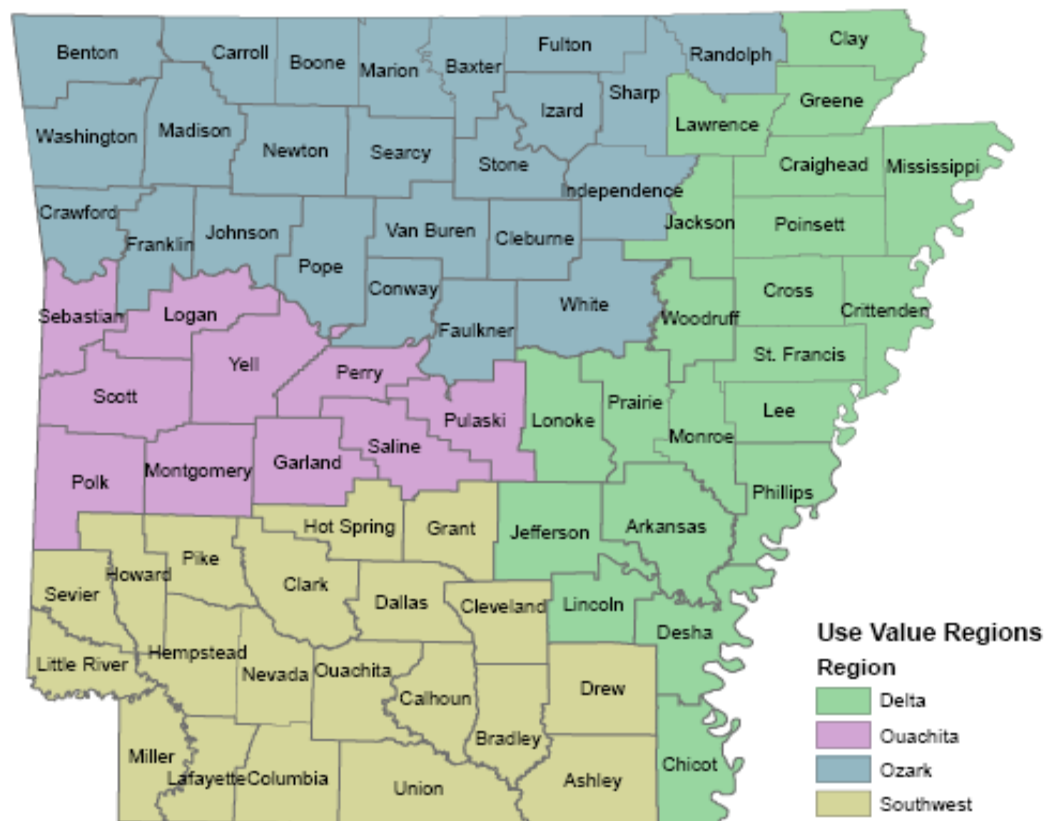 Benton
Carroll
Boone
Marion
Baxter
Fulton
Randolph
Clay
Sharp
Izard
Greene
Lawrence
Washington
Madison
Newton
Searcy
Stone
Independence
Craighead
Mississippi
Crawford
Franklin
Johnson
Pope
Van Buren
Cleburne
Jackson
Poinsett
Conway
Faulkner
White
Woodruff
Cross
Crittenden
Sebastian
Logan
Yell
Perry
St. Francis
Scott
Pulaski
Lonoke
Prairie
Monroe
Lee
Polk
Montgomery
Garland
Saline
Phillips
Hot Spring
Grant
Jefferson
Arkansas
Howard
Pike
Clark
Dallas
Cleveland
Lincoln
Sevier
Desha
Little River
Hempstead
Nevada
Ouachita
Calhoun
Drew
Bradley
Miller
Lafayette
Columbia
Union
Ashley
Chicot
Use Value Regions
Region
Delta
Ouachita
Ozark
Southwest